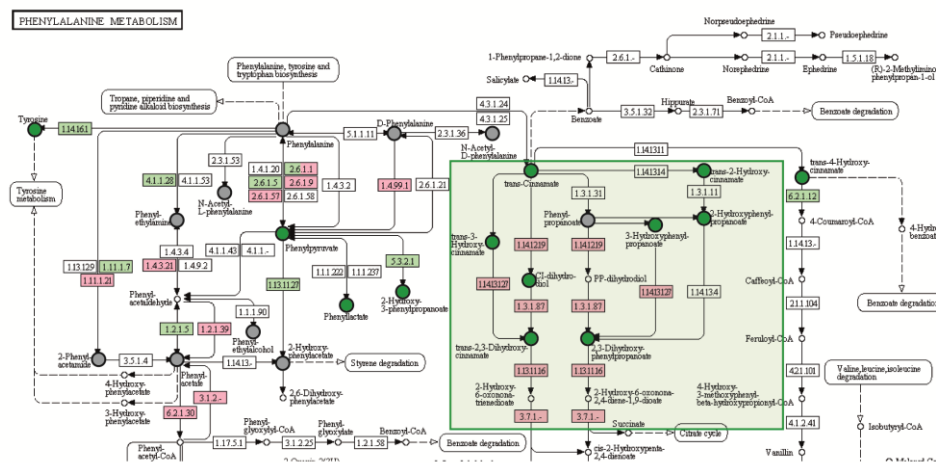 PHENYLALANINE METABOLISM
Phenylalanine, tyrosine and
tryptophan biosynthesis
Tropane, piperidine and
pyridine alkaloid biosynthesis
Norpseudoephedrine
2.1.1.-
Pseudoephedrine
1-Phenylpropane-1,2-dione
2.6.1.-
Cathinone
Norephedrine
2.1.1.-
Ephedrine
1.5.1.18
(R)-2-Methylimino-
phenylpropan-1-ol
Salicylate
1.14.13.-
Benzoate
3.5.1.32
Hippurate
2.3.1.71
Benzoyl-CoA
Benzoate degradation
Tyrosine
1.14.16.1
Phenylalanine
4.3.1.24
4.3.1.25
5.1.1.11
D-Phenylalanine
2.3.1.36
N-Acetyl-
D-phenylalanine
1.14.13.11
2.3.1.53
4.1.1.28
4.1.1.53
1.4.1.20
2.6.1.1
2.6.1.5
2.6.1.9
2.6.1.57
2.6.1.58
1.4.3.2
1.4.99.1
2.6.1.21
Tyrosine
metabolism
N-Acetyl-
L-phenylalanine
Phenyl-
ethylamine
trans-Cinnamate
1.14.13.14
trans-2-Hydroxy-
cinnamate
trans-4-Hydroxy-
cinnamate
6.2.1.12
1.3.1.31
1.3.1.11
Phenyl-
propanoate
2-Hydroxyphenyl-
propanoate
3-Hydroxyphenyl-
propanoate
trans-3-
Hydroxy-
cinnamate
4-Coumaroyl-CoA
Phenylpyruvate
1.4.3.4
1.4.3.21
1.4.9.2
4.1.1.43
4.1.1.-
1.13.12.9
1.11.1.7
1.11.1.21
1.1.1.222
1.1.1.237
5.3.2.1
1.13.11.27
1.14.12.19
1.14.12.19
1.14.13.-
Cl-dihydro-
diol
PP-dihydrodiol
1.14.13.127
1.14.13.127
1.14.13.4
Caffeoyl-CoA
Phenyl-
acetaldehyde
Phenyllactate
2-Hydroxy-
3-phenylpropenoate
1.3.1.87
1.3.1.87
2.1.1.104
Benzoate degradation
1.1.1.90
1.2.1.5
1.2.1.39
Phenyl-
ethylalcohol
trans-2,3-Dihydroxy-
cinnamate
2,3-Dihydroxy-
phenylpropanoate
Feruloyl-CoA
2-Phenyl-
acetamide
3.5.1.4
Phenyl-
acetate
1.14.13.-
2-Hydroxy-
phenylacetate
Styrene degradation
1.13.11.16
1.13.11.16
4.2.1.101
Valine, leucine, isoleucine
degradation
4-Hydroxy-
phenylacetate
3-Hydroxy-
phenylacetate
3.1.2.-
6.2.1.30
2,6-Dihydroxy-
phenylacetate
2-Hydroxy-
6-oxonona-
trienedioate
2-Hydroxy-6-oxonona-
2,4-diene-1,9-dioate
4-Hydroxy-
3-methoxyphenyl-
beta-hydroxypropionyl-CoA
3.7.1.-
3.7.1.-
4.1.2.41
Isobutyryl-CoA
Succinate
Citrate cycle
Phenyl-
acetyl-CoA
1.17.5.1
Phenyl-
glyoxylyl-CoA
3.1.2.25
Phenyl-
glyoxylate
1.2.1.58
Benzoyl-CoA
Benzoate degradation
cis-2-Hydroxypenta-
2,4-dienoate
Vanillin